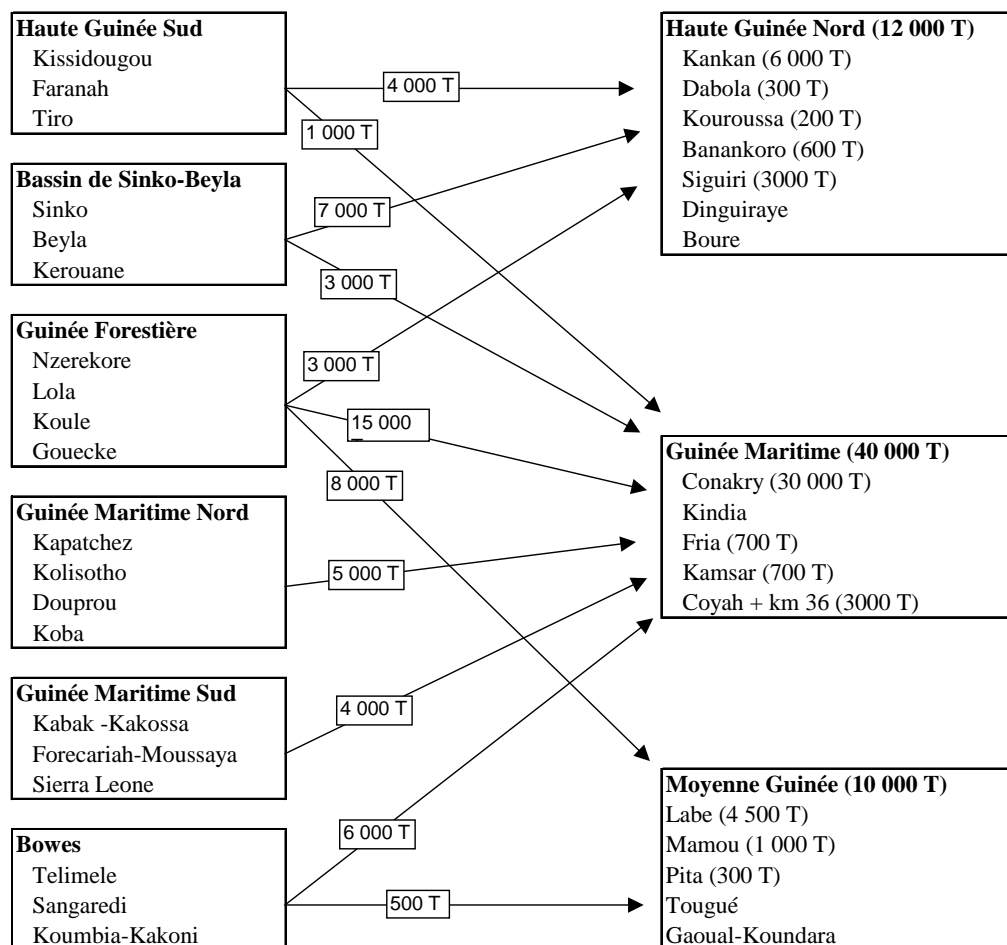 Haute Guinée Sud
Kissidougou
Faranah
Tiro
Bassin de Sinko-Beyla
Sinko
Beyla
Kerouane
Guinée Forestière
Nzerekore
Lola
Koule
Gouecke
Guinée Maritime Nord
Kapatchez
Kolisotho
Douprou
Koba
Guinée Maritime Sud
Kabak -Kakossa
Forecariah-Moussaya
Sierra Leone
Bowes
Telimele
Sangaredi
Koumbia-Kakoni
4 000 T
1 000 T
7 000 T
3 000 T
3 000 T
15 000
8 000 T
5 000 T
4 000 T
6 000 T
500 T
Haute Guinée Nord (12 000 T)
Kankan (6 000 T)
Dabola (300 T)
Kouroussa (200 T)
Banankoro (600 T)
Siguiri (3000 T)
Dinguiraye
Boure
Guinée Maritime (40 000 T)
Conakry (30 000 T)
Kindia
Fria (700 T)
Kamsar (700 T)
Coyah + km 36 (3000 T)
Moyenne Guinée (10 000 T)
Labe (4 500 T)
Mamou (1 000 T)
Pita (300 T)
Tougué
Gaoual-Koundara